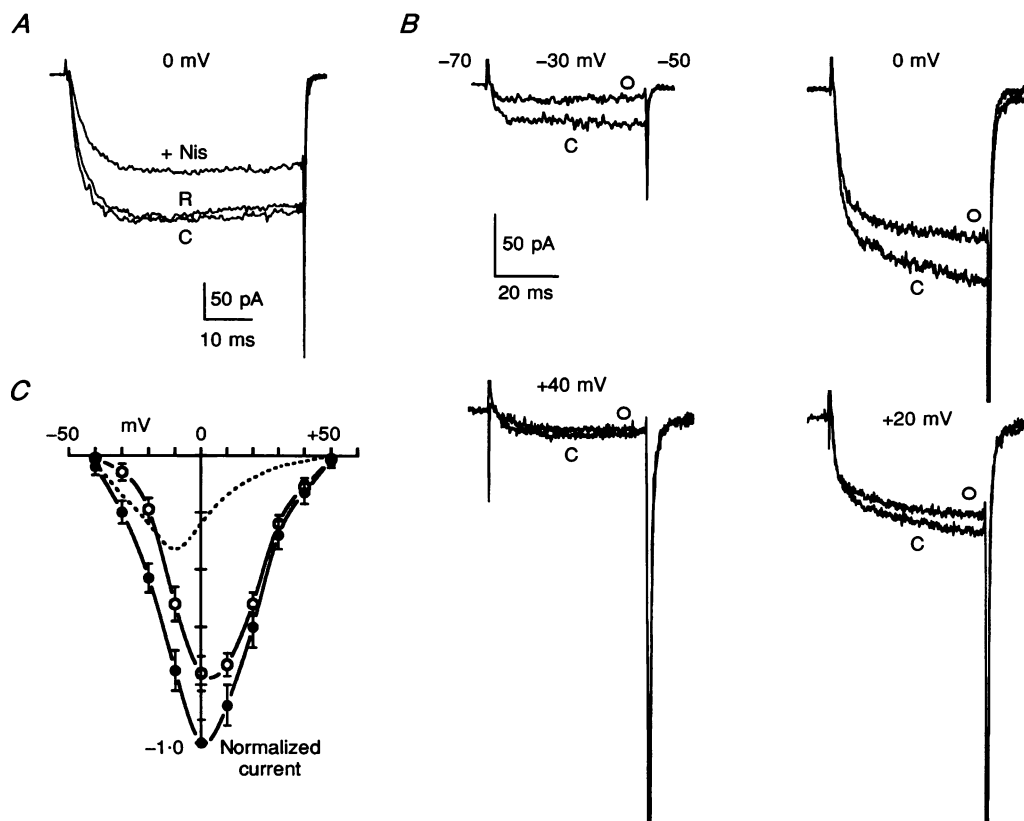 A
0 mV
+ Nis
R
C
50 pA
10 ms
B
-70
-30 mV
-50
O
C
50 pA
20 ms
0 mV
O
C
+40 mV
O
C
+20 mV
O
C
C
-50
mV
0
+50
-1·0
Normalized
current